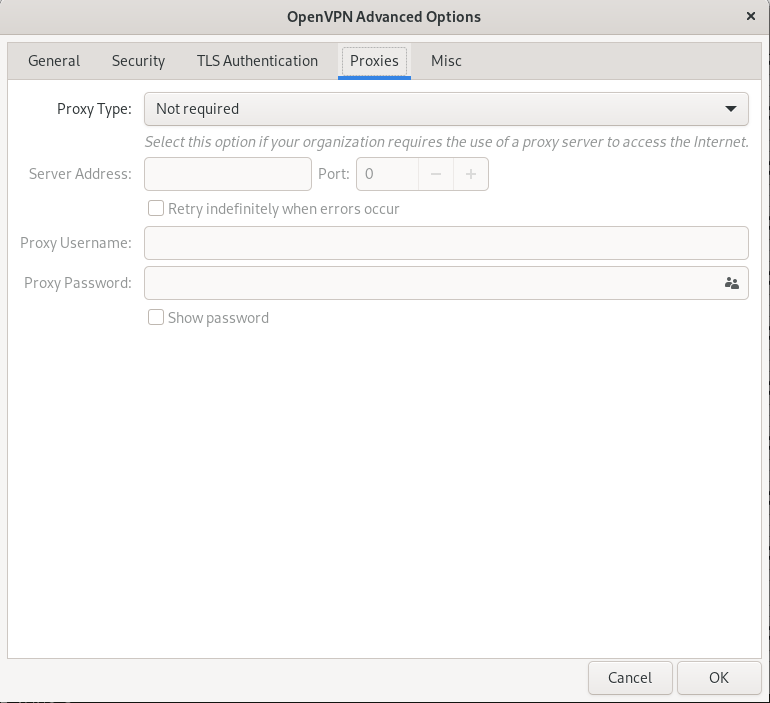 OpenVPN Advanced Options
General Security TLS Authentication Proxies Misc
Proxy Type: Not required
Select this option if your organization requires the use of a proxy server to access the Internet.
Server Address: Port: 0
Retry indefinitely when errors occur
Proxy Username:
Proxy Password:
Show password
Cancel OK